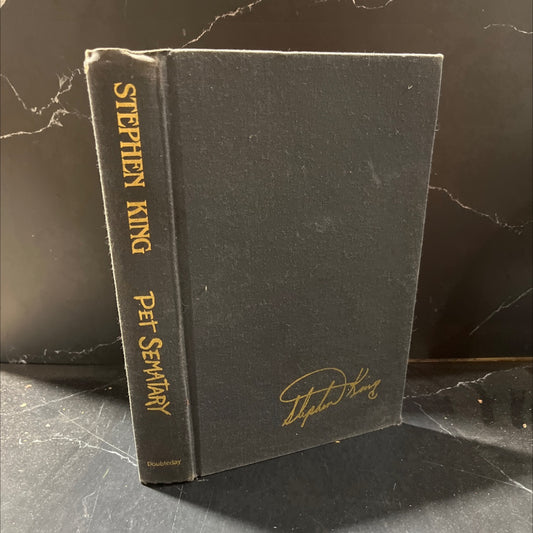 STEPHEN KING
PET SEMATARY
Doubleday
Stephen King